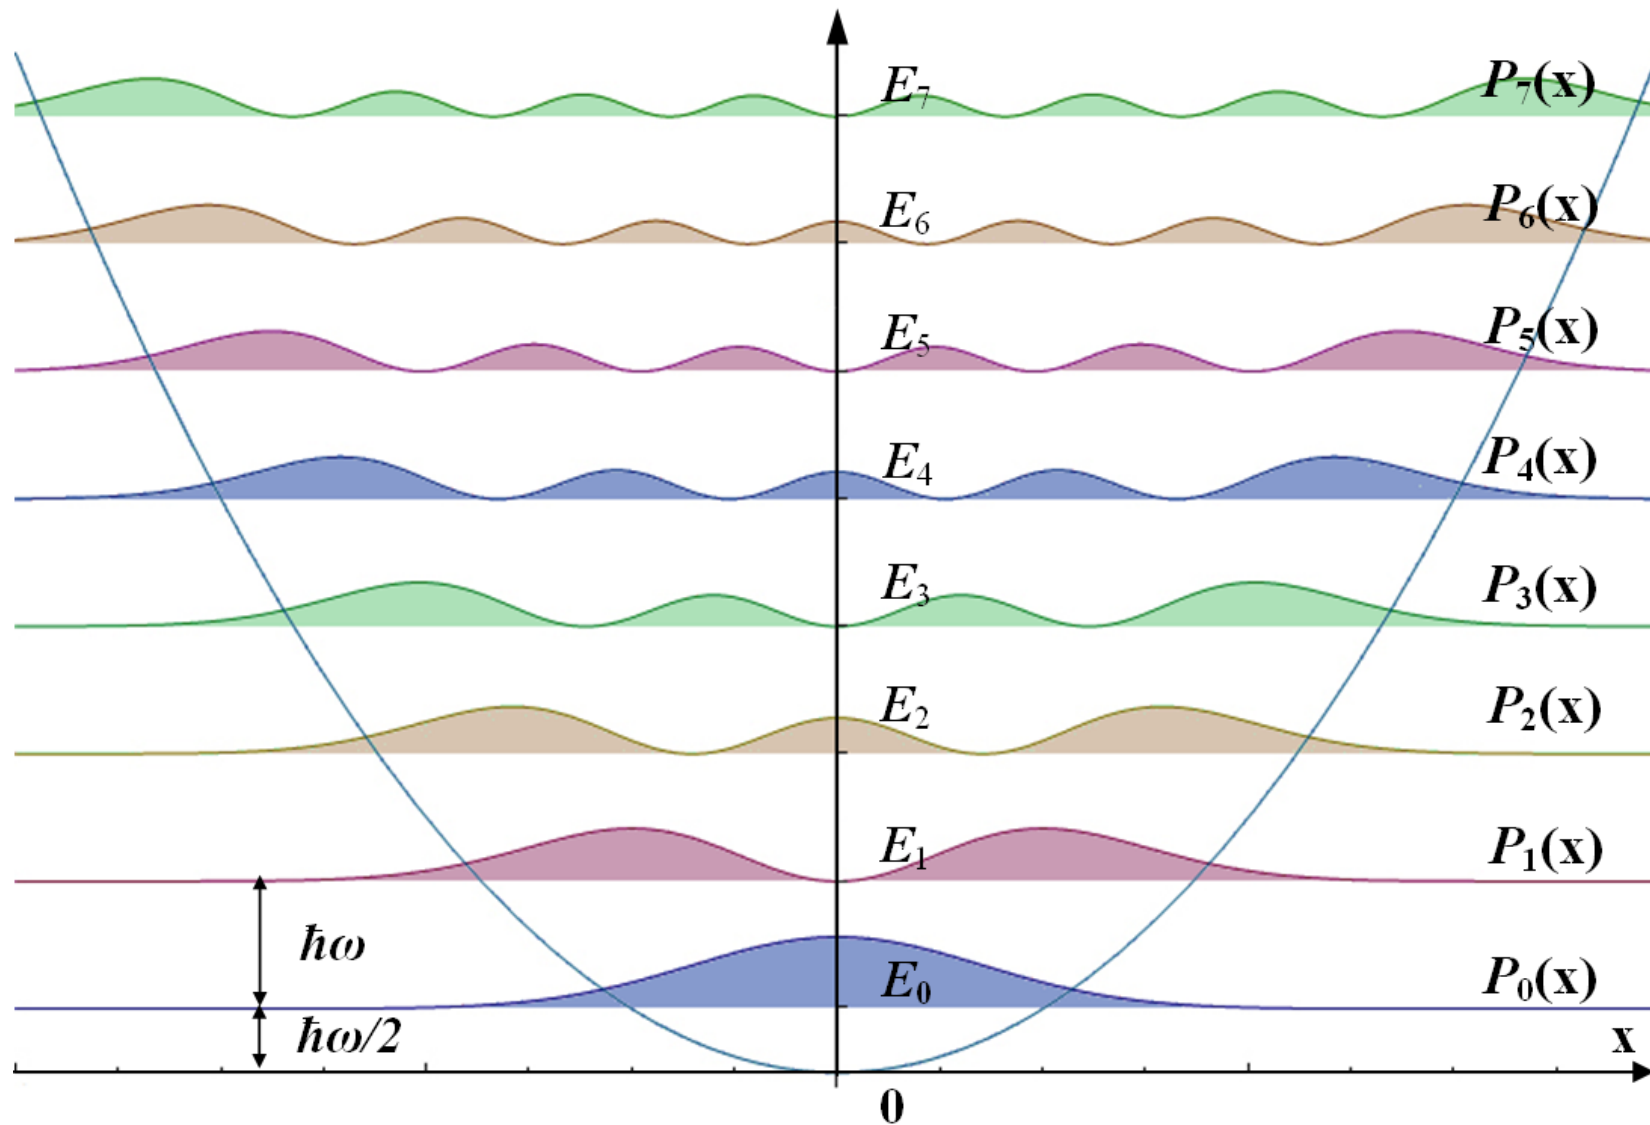 E₇ P₇(x)
E₆ P₆(x)
E₅ P₅(x)
E₄ P₄(x)
E₃ P₃(x)
E₂ P₂(x)
E₁ P₁(x)
ħω
E₀ P₀(x)
ħω/2
x
0